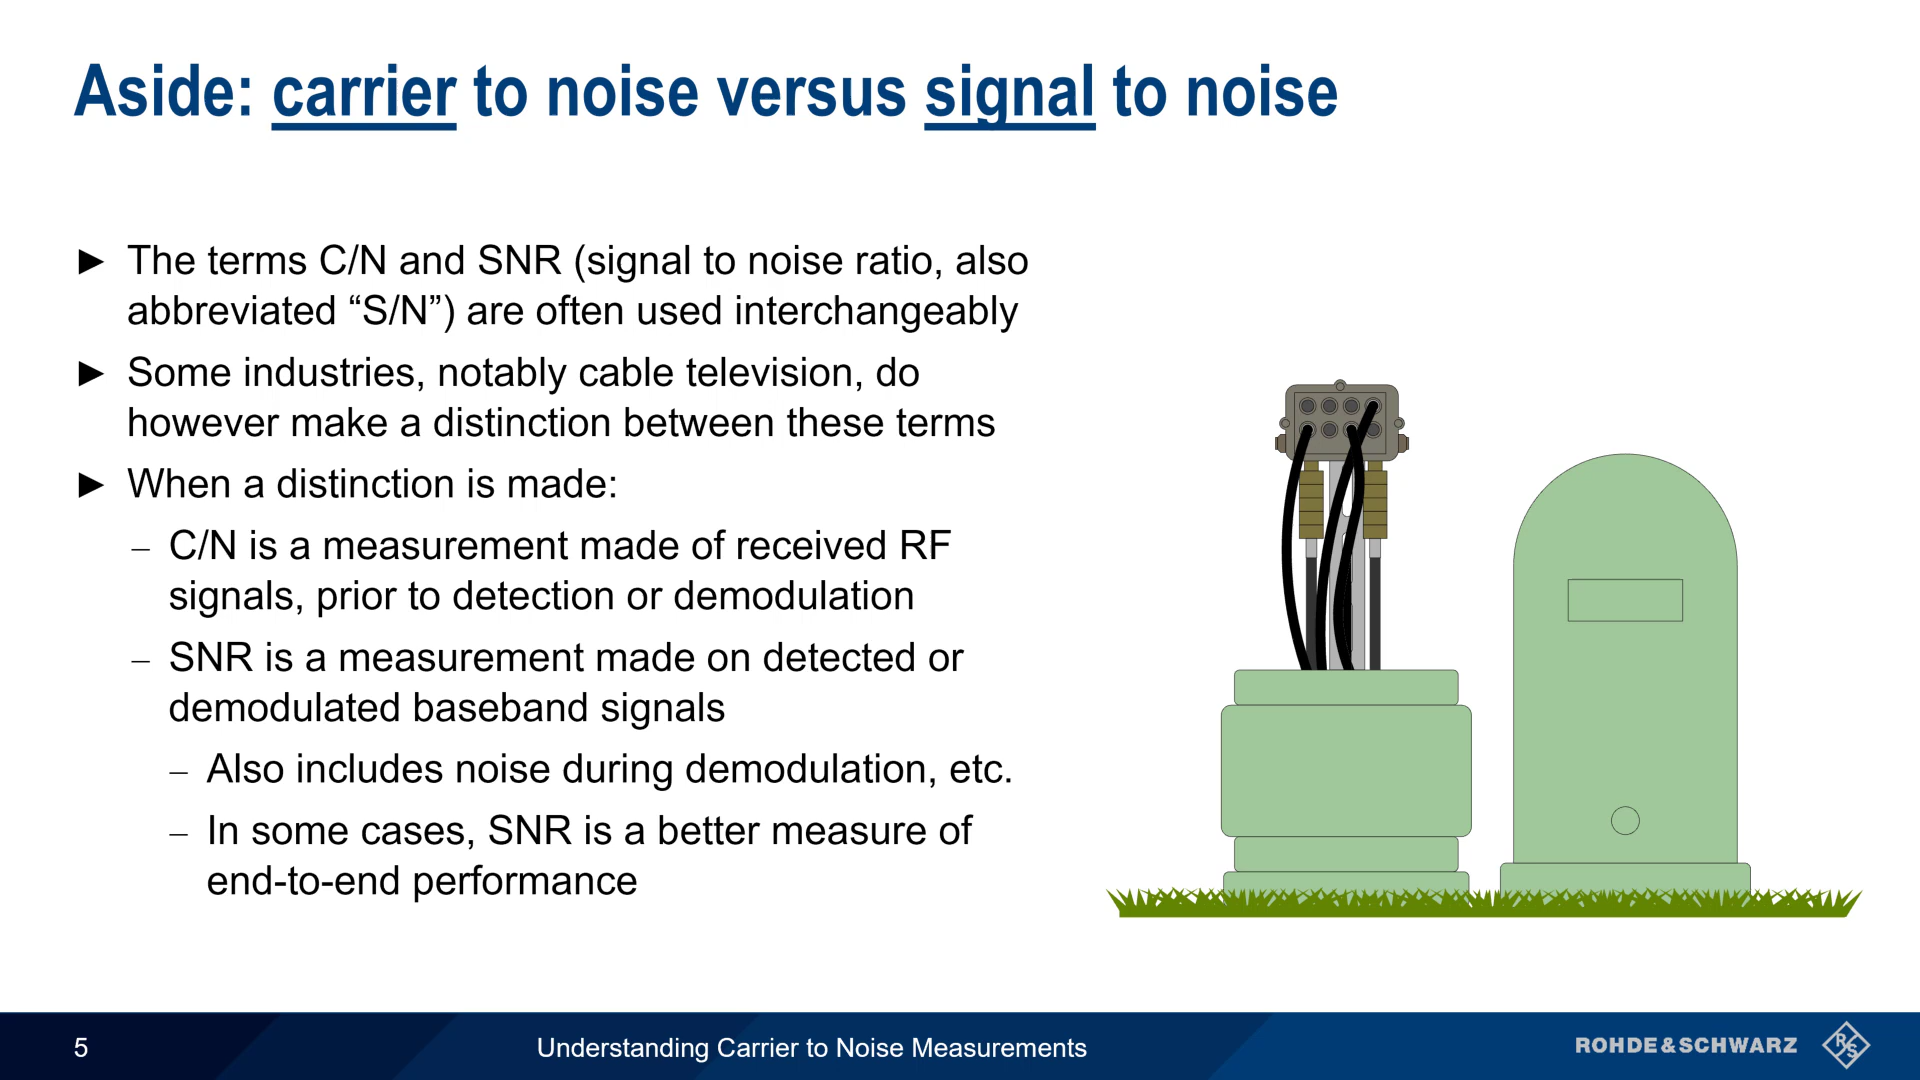 Aside: carrier to noise versus signal to noise
► The terms C/N and SNR (signal to noise ratio, also
abbreviated “S/N”) are often used interchangeably
► Some industries, notably cable television, do
however make a distinction between these terms
► When a distinction is made:
– C/N is a measurement made of received RF
signals, prior to detection or demodulation
– SNR is a measurement made on detected or
demodulated baseband signals
– Also includes noise during demodulation, etc.
– In some cases, SNR is a better measure of
end-to-end performance
5
Understanding Carrier to Noise Measurements
ROHDE&SCHWARZ
R&S